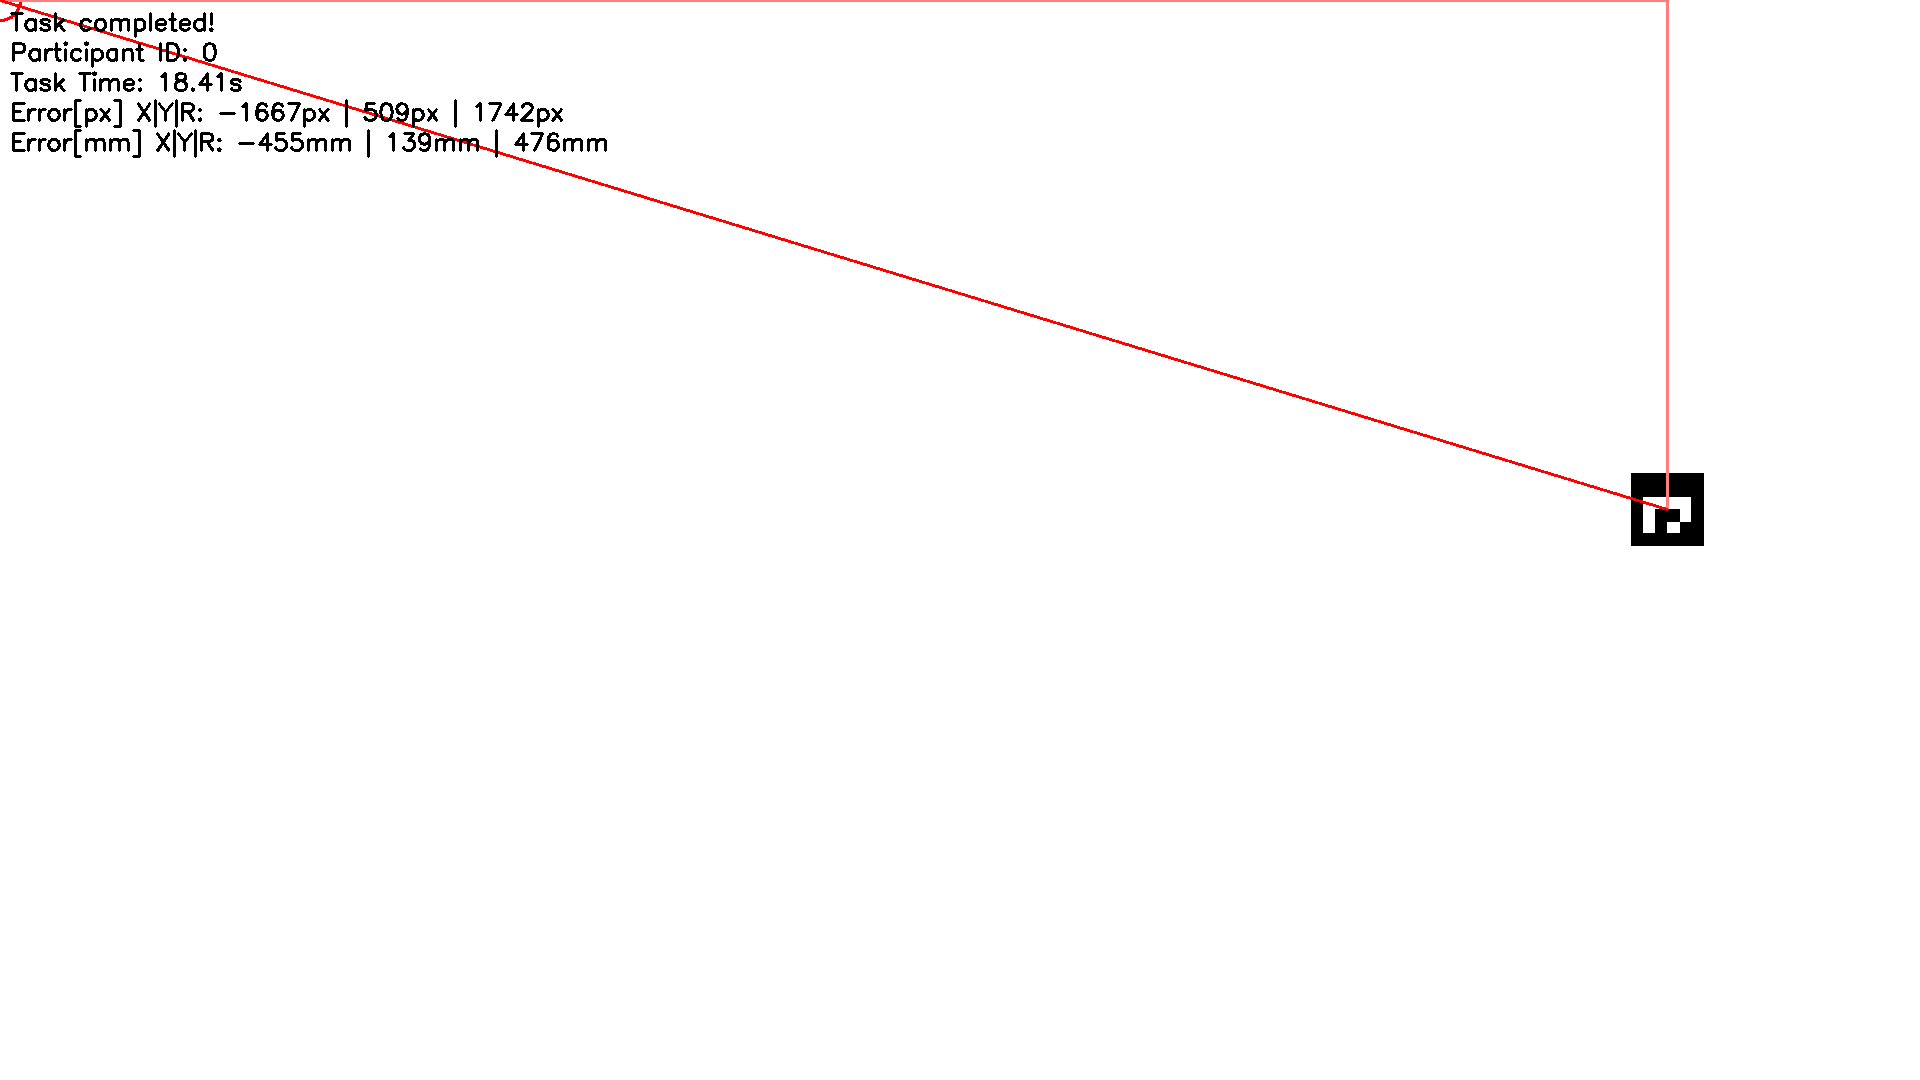 Task completed!
Participant ID: 0
Task Time: 18.41s
Error[px] X|Y|R: -1667px | 509px | 1742px
Error[mm] X|Y|R: -455mm | 139mm | 476mm